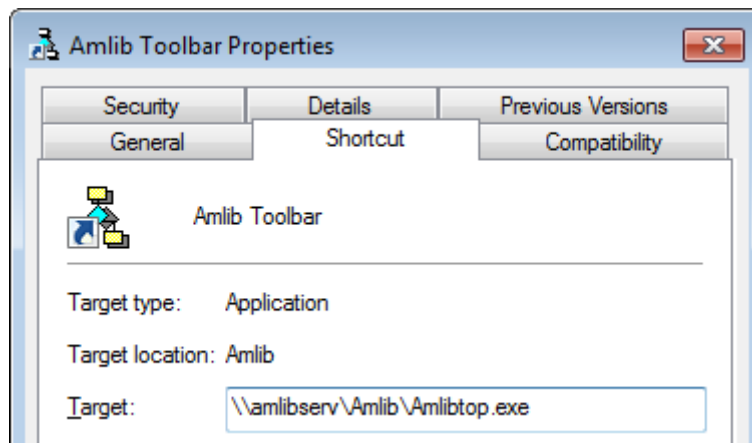 Amlib Toolbar Properties
Security Details Previous Versions
General Shortcut Compatibility
Amlib Toolbar
Target type: Application
Target location: Amlib
Target: \\amlibserv\Amlib\Amlibtop.exe